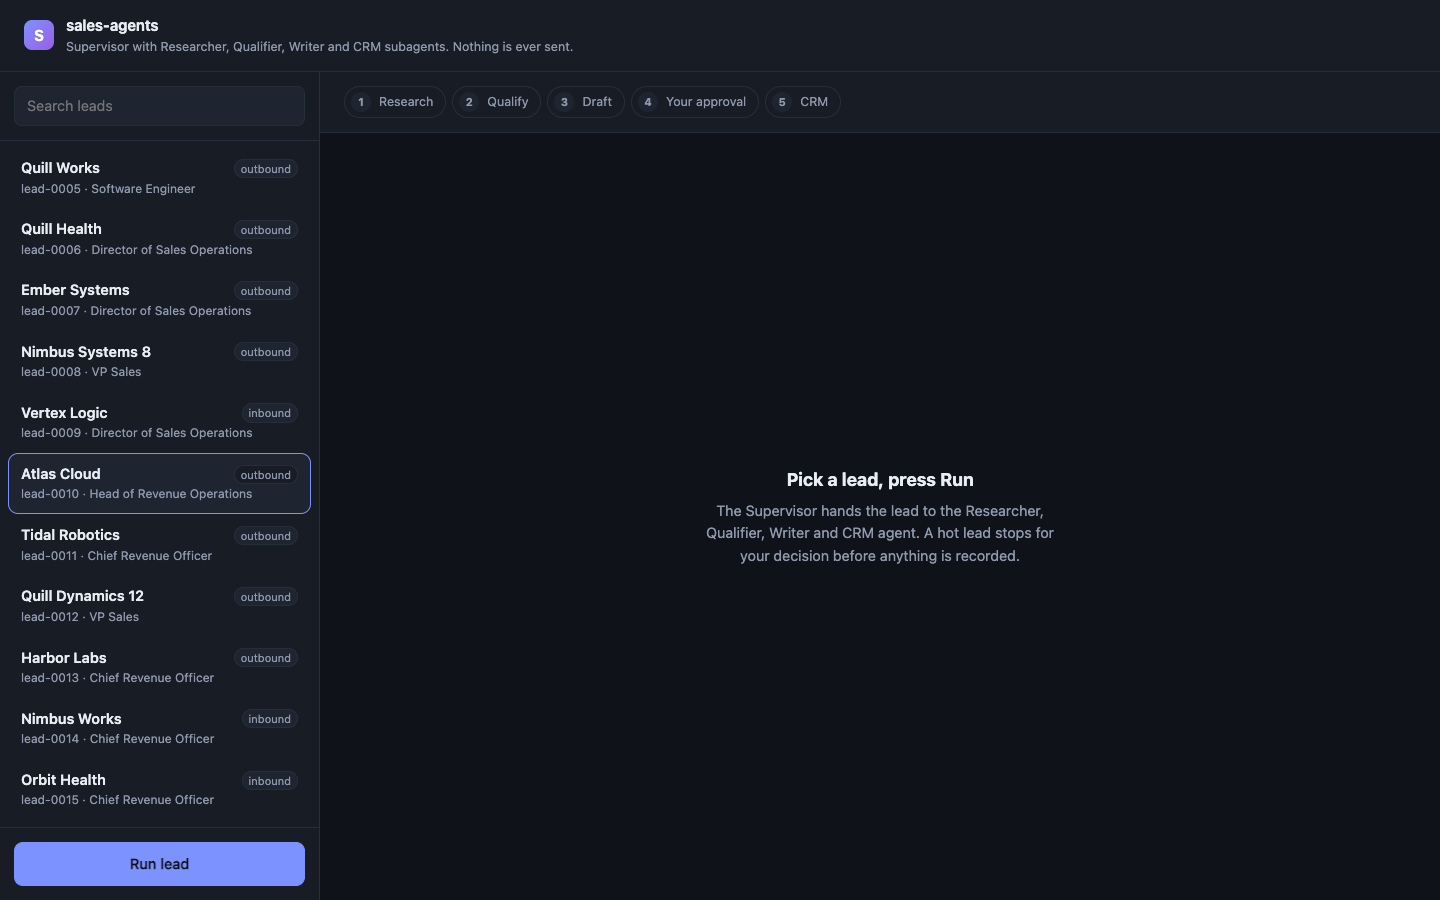 S
sales-agents
Supervisor with Researcher, Qualifier, Writer and CRM subagents. Nothing is ever sent.
Search leads
1 Research
2 Qualify
3 Draft
4 Your approval
5 CRM
Quill Works outbound
lead-0005 · Software Engineer
Quill Health outbound
lead-0006 · Director of Sales Operations
Ember Systems outbound
lead-0007 · Director of Sales Operations
Nimbus Systems 8 outbound
lead-0008 · VP Sales
Vertex Logic inbound
lead-0009 · Director of Sales Operations
Atlas Cloud outbound
lead-0010 · Head of Revenue Operations
Tidal Robotics outbound
lead-0011 · Chief Revenue Officer
Quill Dynamics 12 outbound
lead-0012 · VP Sales
Harbor Labs outbound
lead-0013 · Chief Revenue Officer
Nimbus Works inbound
lead-0014 · Chief Revenue Officer
Orbit Health inbound
lead-0015 · Chief Revenue Officer
Run lead
Pick a lead, press Run
The Supervisor hands the lead to the Researcher,
Qualifier, Writer and CRM agent. A hot lead stops for
your decision before anything is recorded.